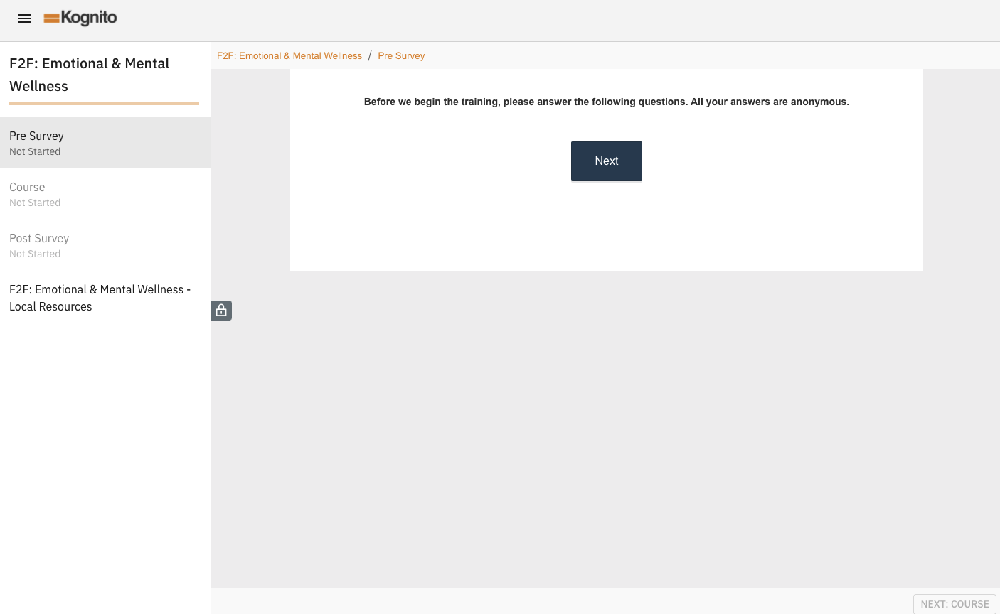 Kognito
F2F: Emotional & Mental
Wellness
F2F: Emotional & Mental Wellness / Pre Survey
Before we begin the training, please answer the following questions. All your answers are anonymous.
Next
Pre Survey
Not Started
Course
Not Started
Post Survey
Not Started
F2F: Emotional & Mental Wellness -
Local Resources
NEXT: COURSE